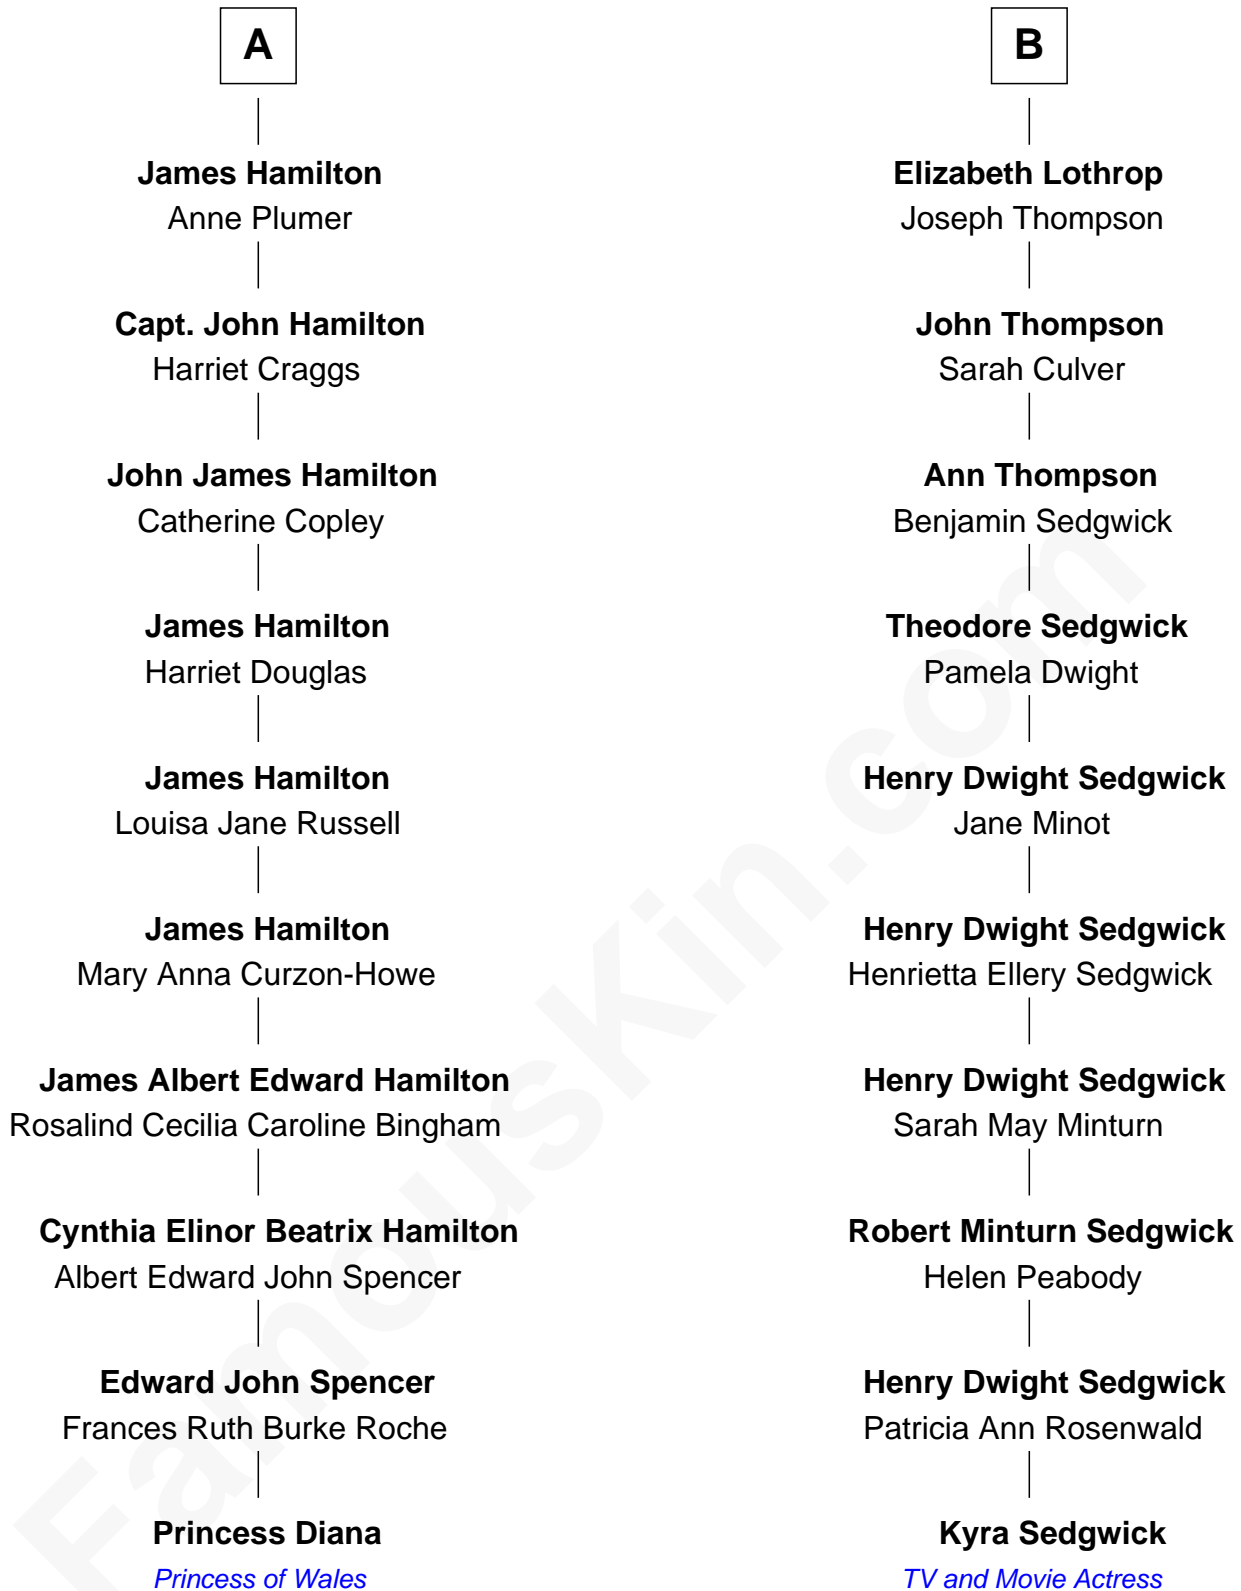 A
James Hamilton
Anne Plumer
Capt. John Hamilton
Harriet Craggs
John James Hamilton
Catherine Copley
James Hamilton
Harriet Douglas
James Hamilton
Louisa Jane Russell
James Hamilton
Mary Anna Curzon-Howe
James Albert Edward Hamilton
Rosalind Cecilia Caroline Bingham
Cynthia Elinor Beatrix Hamilton
Albert Edward John Spencer
Edward John Spencer
Frances Ruth Burke Roche
Princess Diana
Princess of Wales
B
Elizabeth Lothrop
Joseph Thompson
John Thompson
Sarah Culver
Ann Thompson
Benjamin Sedgwick
Theodore Sedgwick
Pamela Dwight
Henry Dwight Sedgwick
Jane Minot
Henry Dwight Sedgwick
Henrietta Ellery Sedgwick
Henry Dwight Sedgwick
Sarah May Minturn
Robert Minturn Sedgwick
Helen Peabody
Henry Dwight Sedgwick
Patricia Ann Rosenwald
Kyra Sedgwick
TV and Movie Actress
FamousKin.com